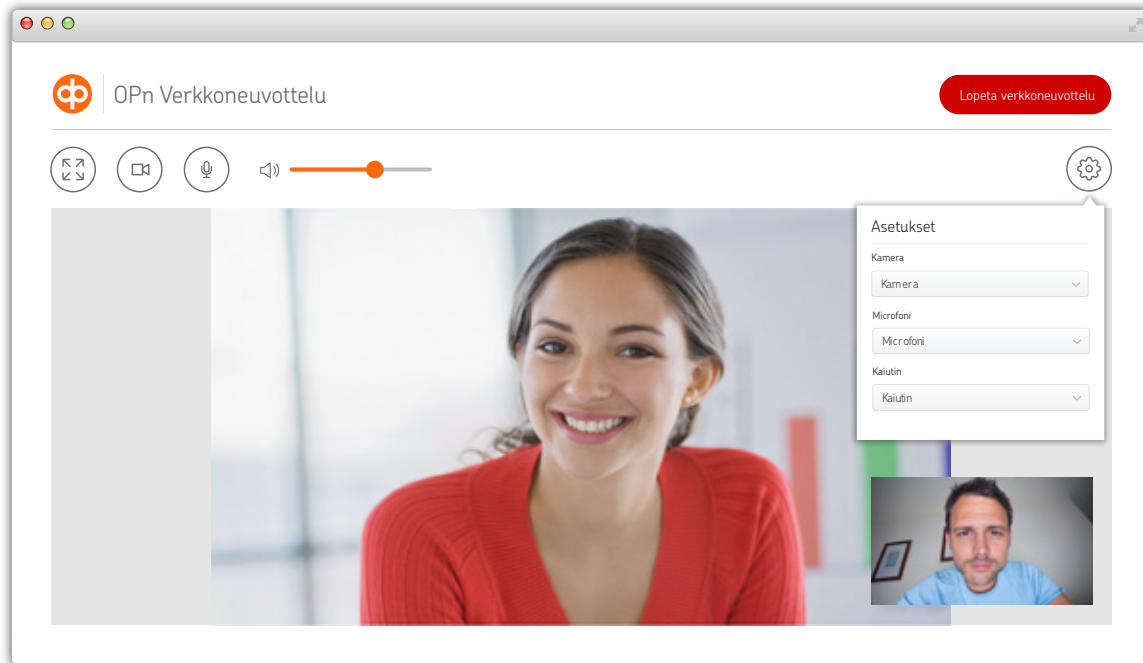 OPn Verkkoneuvottelu
Lopeta verkkoneuvottelu
Asetukset
Kamera
Kamera
Microfoni
Microfoni
Kaiutin
Kaiutin